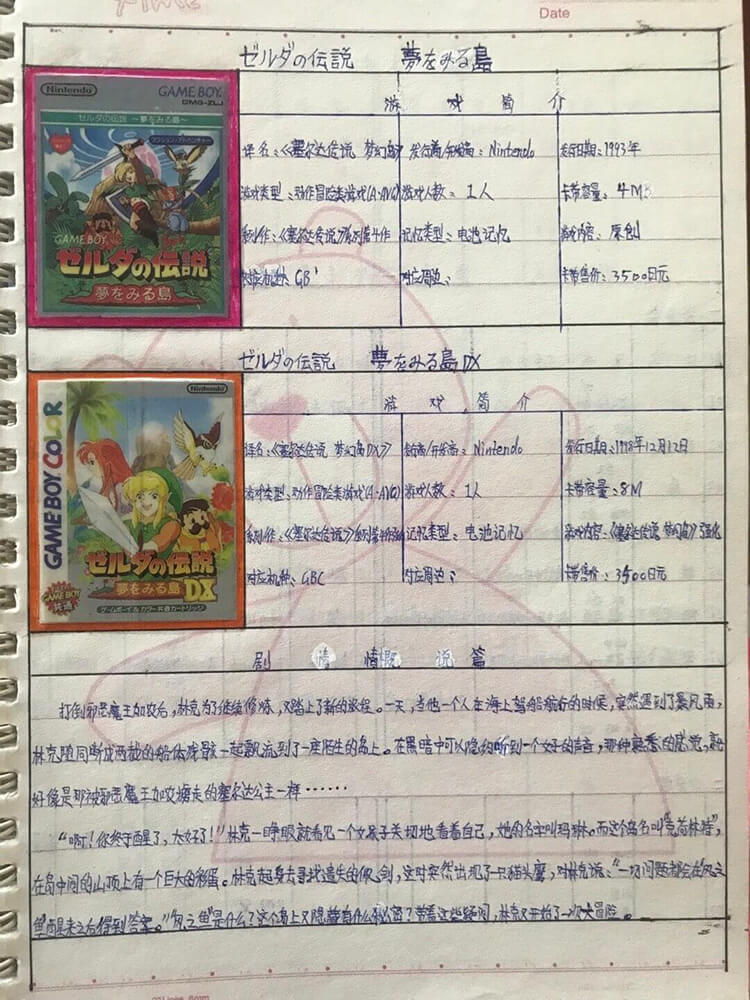 Date
ゼルダの伝説 夢をみる島
Nintendo GAME BOY
DMG-ZLJ
ゼルダの伝説 ～夢をみる島～
GAME BOY
ゼルダの伝説
夢をみる島
游 戏 简 介
译名:《塞尔达传说 梦幻岛》 发行商/开发商: Nintendo 发行日期: 1993年
游戏类型:动作冒险类游戏(A·AVG) 游戏人数: 1人 卡带容量: 4M
系列作:《塞尔达传说》系列第4作 记忆类型:电池记忆 游戏内容: 原创
对应机种: GB 对应周边: 卡带售价: 3500日元
ゼルダの伝説 夢をみる島DX
Nintendo
GAME BOY COLOR
ゼルダの伝説
夢をみる島
DX
GAME BOY
共通
ゲームボーイ&カラー共通カートリッジ
游 戏 简 介
译名:《塞尔达传说 梦幻岛DX》 Nintendo 发行日期: 1998年12月12日
游戏类型:动作冒险类游戏(A·AVG) 游戏人数: 1人 卡带容量: 8M
系列作:《塞尔达传说》 记忆类型: 电池记忆 游戏内容:《塞尔达传说 梦幻岛》强化
对应机种: GBC 对应周边: 卡带售价: 3500日元
剧 情 情 概 说 篇
打倒邪恶魔王加农后,林克为了继续修炼,又踏上了新的旅程。一天,当他一个人在海上驾船航行的时候,突然遇到了暴风雨,
林克随同断成两截的船体残骸一起飘流到了一座陌生的岛上。在黑暗中可以隐约听到一个女子的声音,那种亲香的感觉,就
好像是那被邪恶魔王加农掳走的塞尔达公主一样……
“啊!你终于醒了,太好了!”林克一睁眼就看见一个女孩子关切地看着自己,她的名字叫玛琳。而这个岛名叫“克荷林特”,
在岛中间的山顶上有一个巨大的彩蛋。林克起身去寻找遗失的佩剑,这时突然出现了一只猫头鹰,对林克说:“一切问题都会在风之
鱼醒来之后得到答案。”“风之鱼”是什么?这个岛上又隐藏着什么秘密?带着这些疑问,林克又开始了一次大冒险。